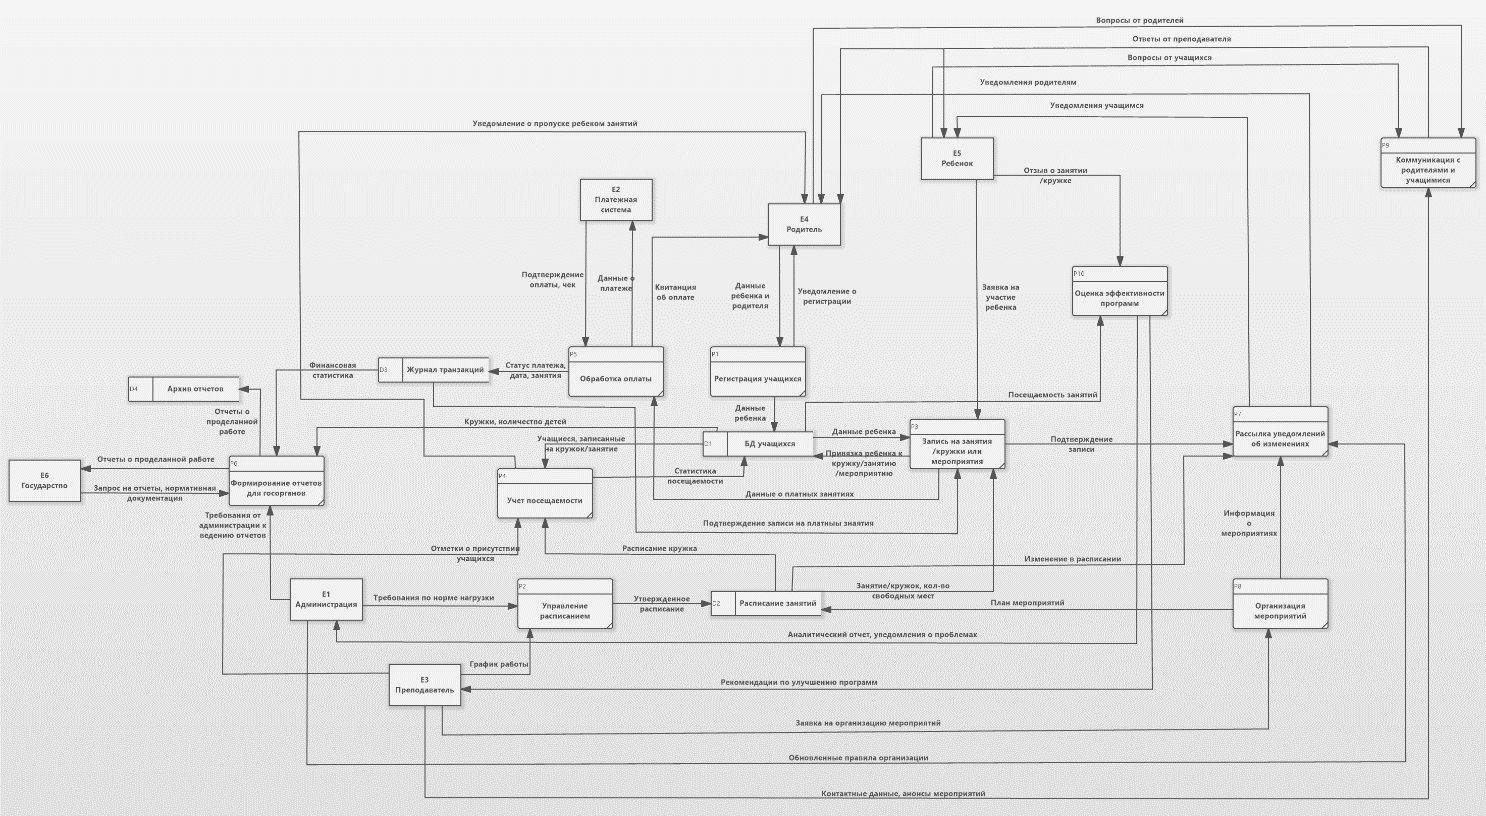 Вопросы от родителей
Ответы от преподавателя
Вопросы от учащихся
Уведомления родителям
Уведомления учащимся
Уведомление о пропуске ребеком занятий
E5
Ребенок
P9
Коммуникация с
родителями и
учащимися
Отзыв о занятии
/кружке
E2
Платежная
система
E4
Родитель
P10
Оценка эффективности
программ
Подтверждение
оплаты, чек
Данные о
платеже
Квитанция
об оплате
Данные
ребенка и
родителя
Уведомление о
регистрации
Заявка на
участие
ребенка
P5
Обработка оплаты
P1
Регистрация учащихся
Финансовая
статистика
D3
Журнал транзакций
Статус платежа,
дата, занятия
D4
Архив отчетов
Отчеты о
проделанной
работе
Посещаемость занятий
Данные
ребенка
Кружки, количество детей
Учащиеся, записанные
на кружок/занятие
D1
БД учащихся
Данные ребенка
Привязка ребенка к
кружку/занятию
/мероприятию
P3
Запись на занятия
/кружки или
мероприятия
Подтверждение
записи
P7
Рассылка уведомлений
об изменениях
E6
Государство
Отчеты о проделанной работе
Запрос на отчеты, нормативная
документация
P6
Формирование отчетов
для госорганов
P4
Учет посещаемости
Статистика
посещаемости
Данные о платных занятиях
Требования от
администрации к
ведению отчетов
Подтверждение записи на платныы знаятия
Информация
о
мероприятиях
Отметки о присутствии
учащихся
Расписание кружка
Изменение в расписании
E1
Администрация
Требования по норме нагрузки
P2
Управление
расписанием
Утвержденное
расписание
D2
Расписание занятий
Занятие/кружок, кол-во
свободных мест
План мероприятий
P8
Организация
мероприятий
Аналитический отчет, уведомления о проблемах
График работы
E3
Преподаватель
Рекомендации по улучшению программ
Заявка на организацию мероприятий
Обновленные правила организации
Контактные данные, анонсы мероприятий